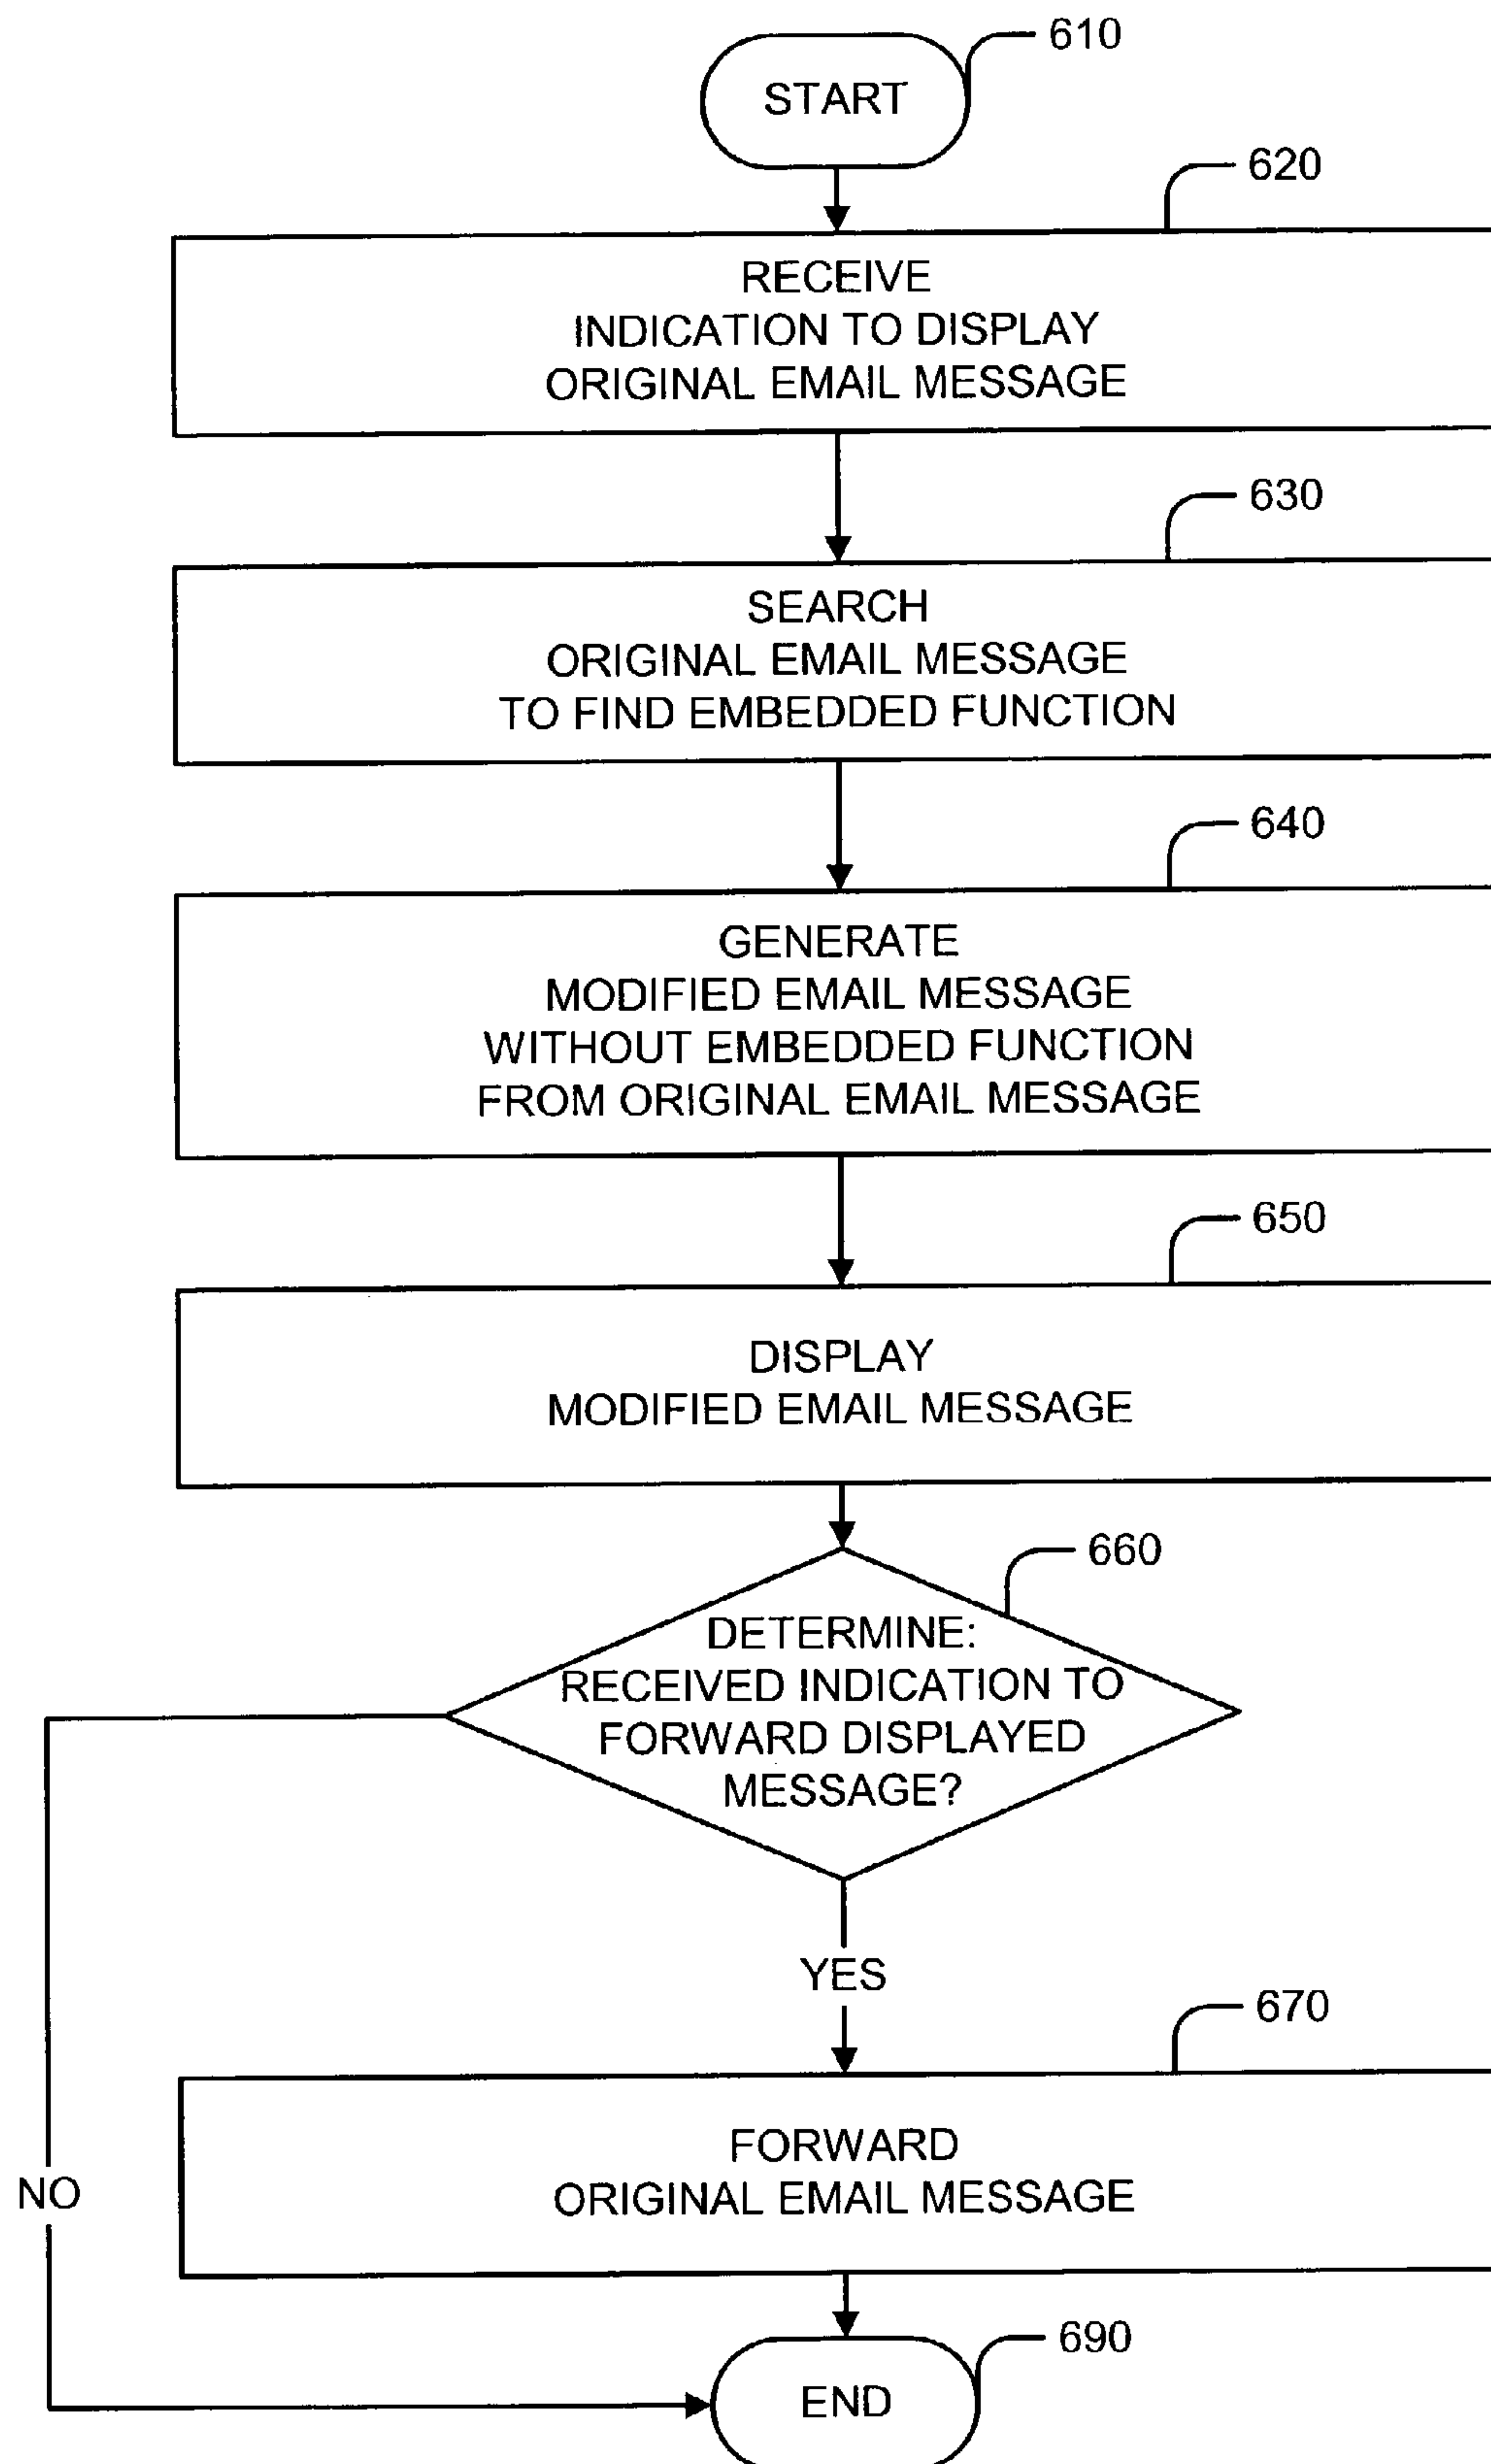 610
START
620
RECEIVE
INDICATION TO DISPLAY
ORIGINAL EMAIL MESSAGE
630
SEARCH
ORIGINAL EMAIL MESSAGE
TO FIND EMBEDDED FUNCTION
640
GENERATE
MODIFIED EMAIL MESSAGE
WITHOUT EMBEDDED FUNCTION
FROM ORIGINAL EMAIL MESSAGE
650
DISPLAY
MODIFIED EMAIL MESSAGE
660
DETERMINE:
RECEIVED INDICATION TO
FORWARD DISPLAYED
MESSAGE?
YES
670
FORWARD
ORIGINAL EMAIL MESSAGE
NO
690
END